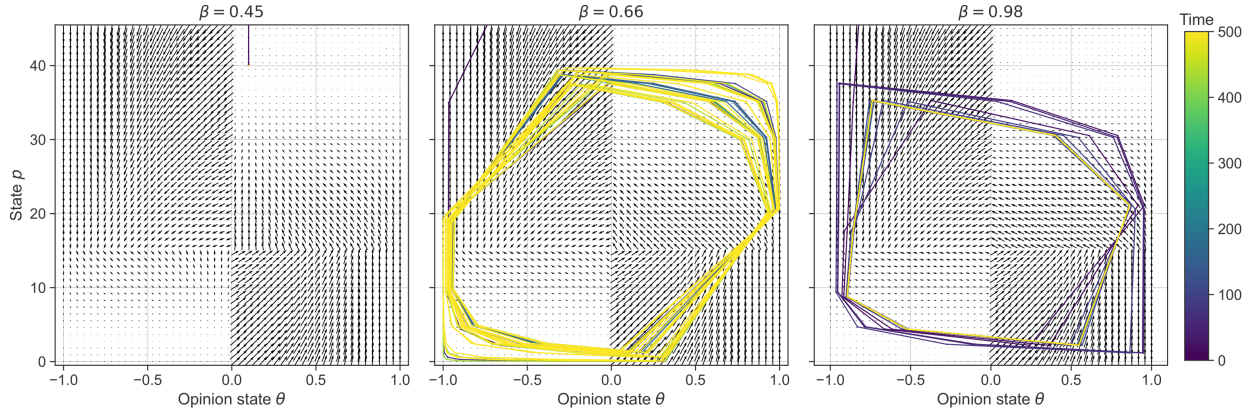 β = 0.45
β = 0.66
β = 0.98
Time
State p
40
30
20
10
0
500
400
300
200
100
0
−1.0 −0.5 0.0 0.5 1.0
−1.0 −0.5 0.0 0.5 1.0
−1.0 −0.5 0.0 0.5 1.0
Opinion state θ
Opinion state θ
Opinion state θ